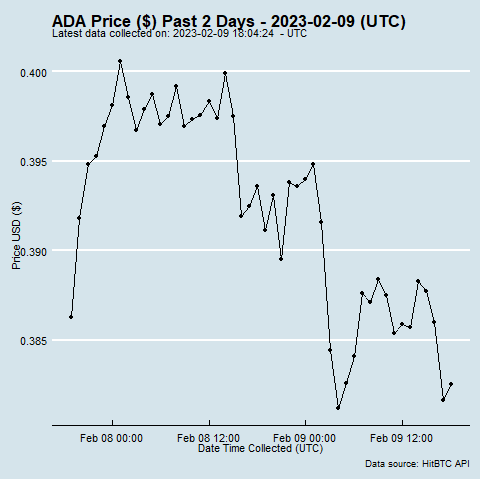 ADA Price ($) Past 2 Days - 2023-02-09 (UTC)
Latest data collected on: 2023-02-09 18:04:24 - UTC
0.400
0.395
0.390
0.385
Price USD ($)
Feb 08 00:00 Feb 08 12:00 Feb 09 00:00 Feb 09 12:00
Date Time Collected (UTC)
Data source: HitBTC API